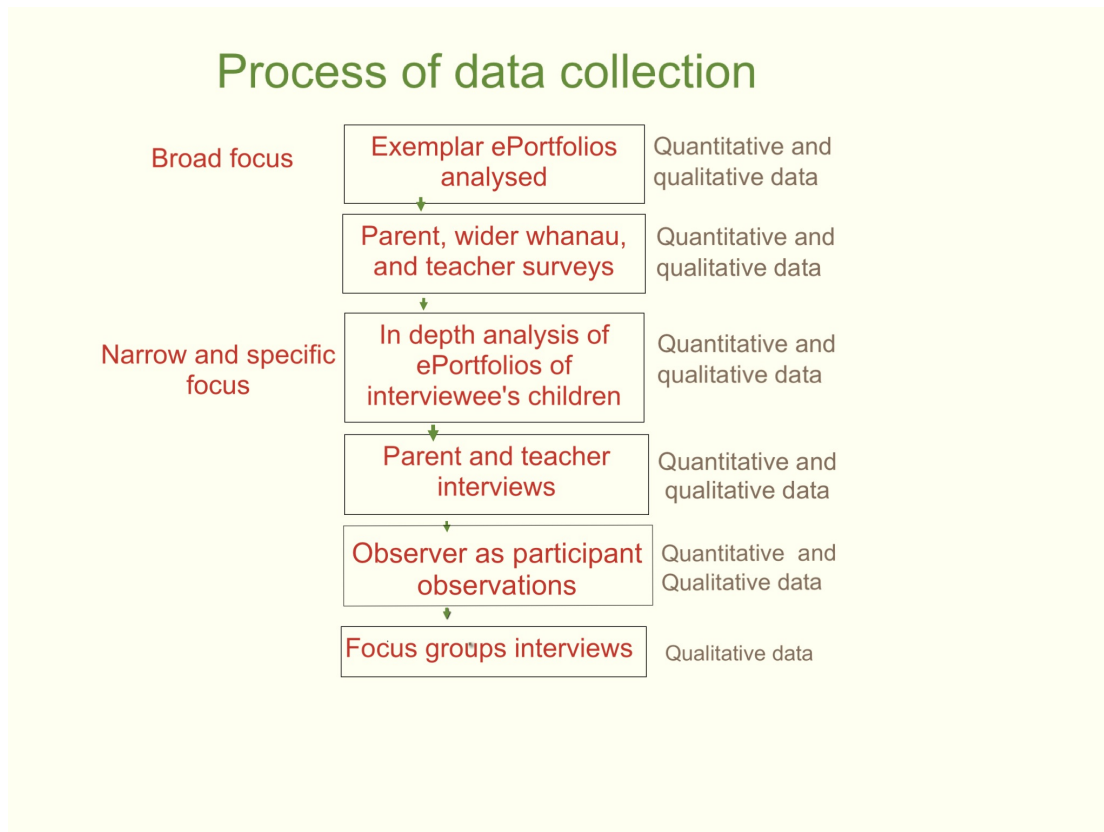 Process of data collection
Broad focus
Exemplar ePortfolios
analysed
Quantitative and
qualitative data
Parent, wider whanau,
and teacher surveys
Quantitative and
qualitative data
Narrow and specific
focus
In depth analysis of
ePortfolios of
interviewee's children
Quantitative and
qualitative data
Parent and teacher
interviews
Quantitative and
qualitative data
Observer as participant
observations
Quantitative and
Qualitative data
Focus groups interviews
Qualitative data